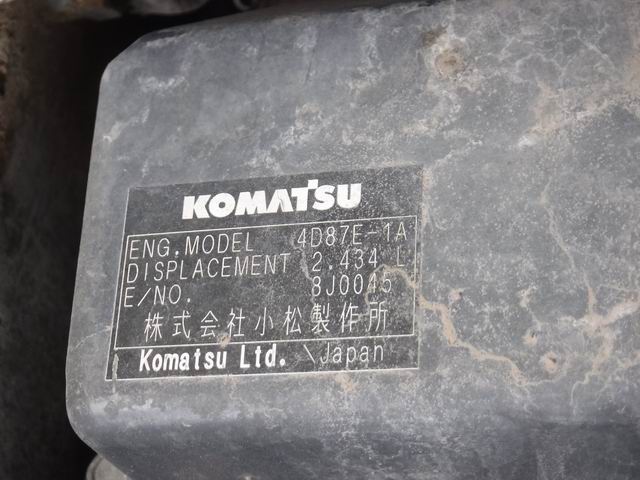 KOMATSU
ENG.MODEL 4D87E-1A
DISPLACEMENT 2.434 L
E/NO. 8J0045
株式会社小松製作所
Komatsu Ltd. Japan